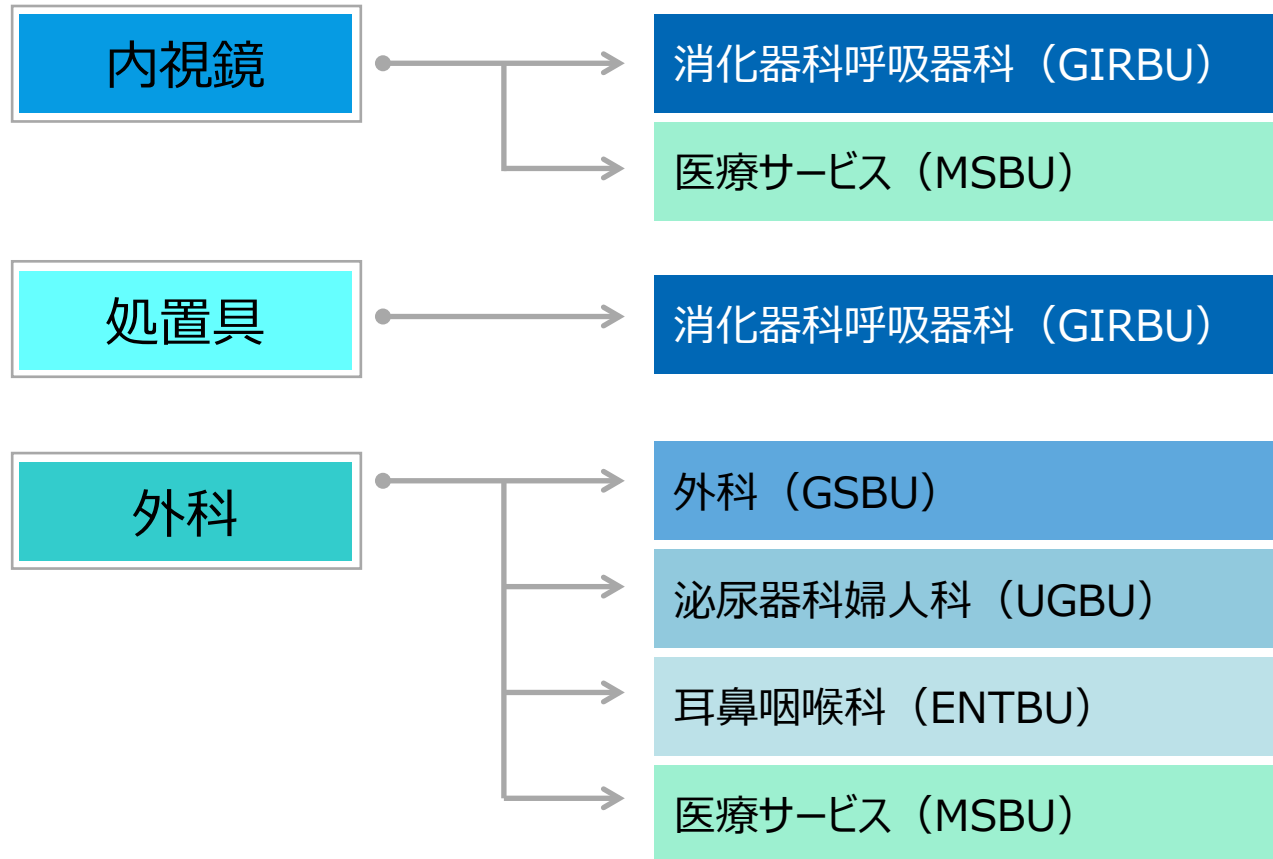 内視鏡
消化器科呼吸器科（GIRBU）
医療サービス（MSBU）
処置具
消化器科呼吸器科（GIRBU）
外科
外科（GSBU）
泌尿器科婦人科（UGBU）
耳鼻咽喉科（ENTBU）
医療サービス（MSBU）